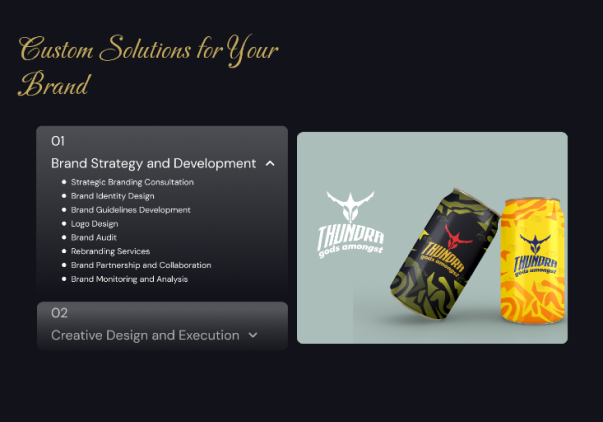 Custom Solutions for Your
Brand
01
Brand Strategy and Development
Strategic Branding Consultation
Brand Identity Design
Brand Guidelines Development
Logo Design
Brand Audit
Rebranding Services
Brand Partnership and Collaboration
Brand Monitoring and Analysis
02
Creative Design and Execution
THUNDRA
gods amongst
THUNDRA
gods amongst
THUNDRA
gods amongst